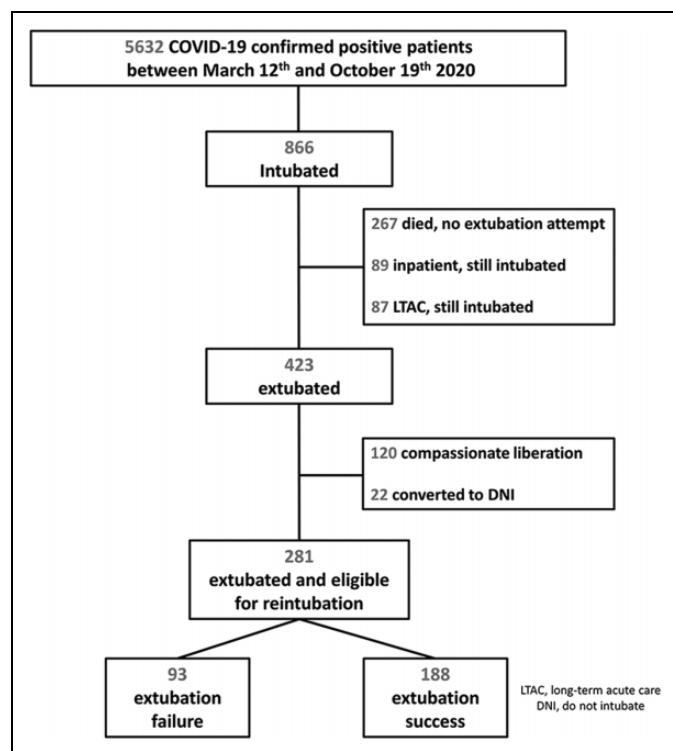 5632 COVID-19 confirmed positive patients
between March 12th and October 19th 2020
866
Intubated
267 died, no extubation attempt
89 inpatient, still intubated
87 LTAC, still intubated
423
extubated
120 compassionate liberation
22 converted to DNI
281
extubated and eligible
for reintubation
93
extubation
failure
188
extubation
success
LTAC, long-term acute care
DNI, do not intubate